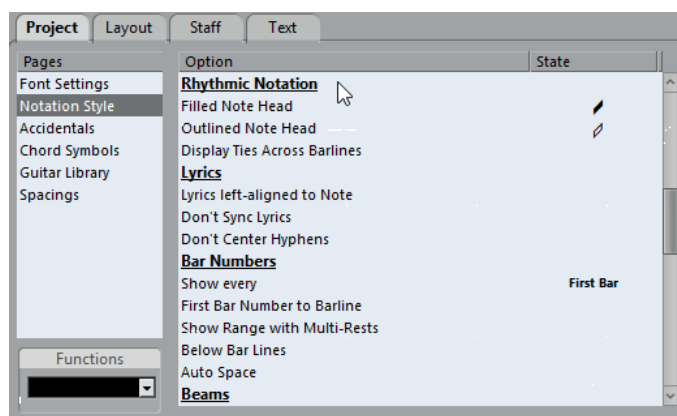 Project Layout Staff Text
Pages
Font Settings
Notation Style
Accidentals
Chord Symbols
Guitar Library
Spacings
Functions
Option State
Rhythmic Notation
Filled Note Head
Outlined Note Head
Display Ties Across Barlines
Lyrics
Lyrics left-aligned to Note
Don't Sync Lyrics
Don't Center Hyphens
Bar Numbers
Show every First Bar
First Bar Number to Barline
Show Range with Multi-Rests
Below Bar Lines
Auto Space
Beams